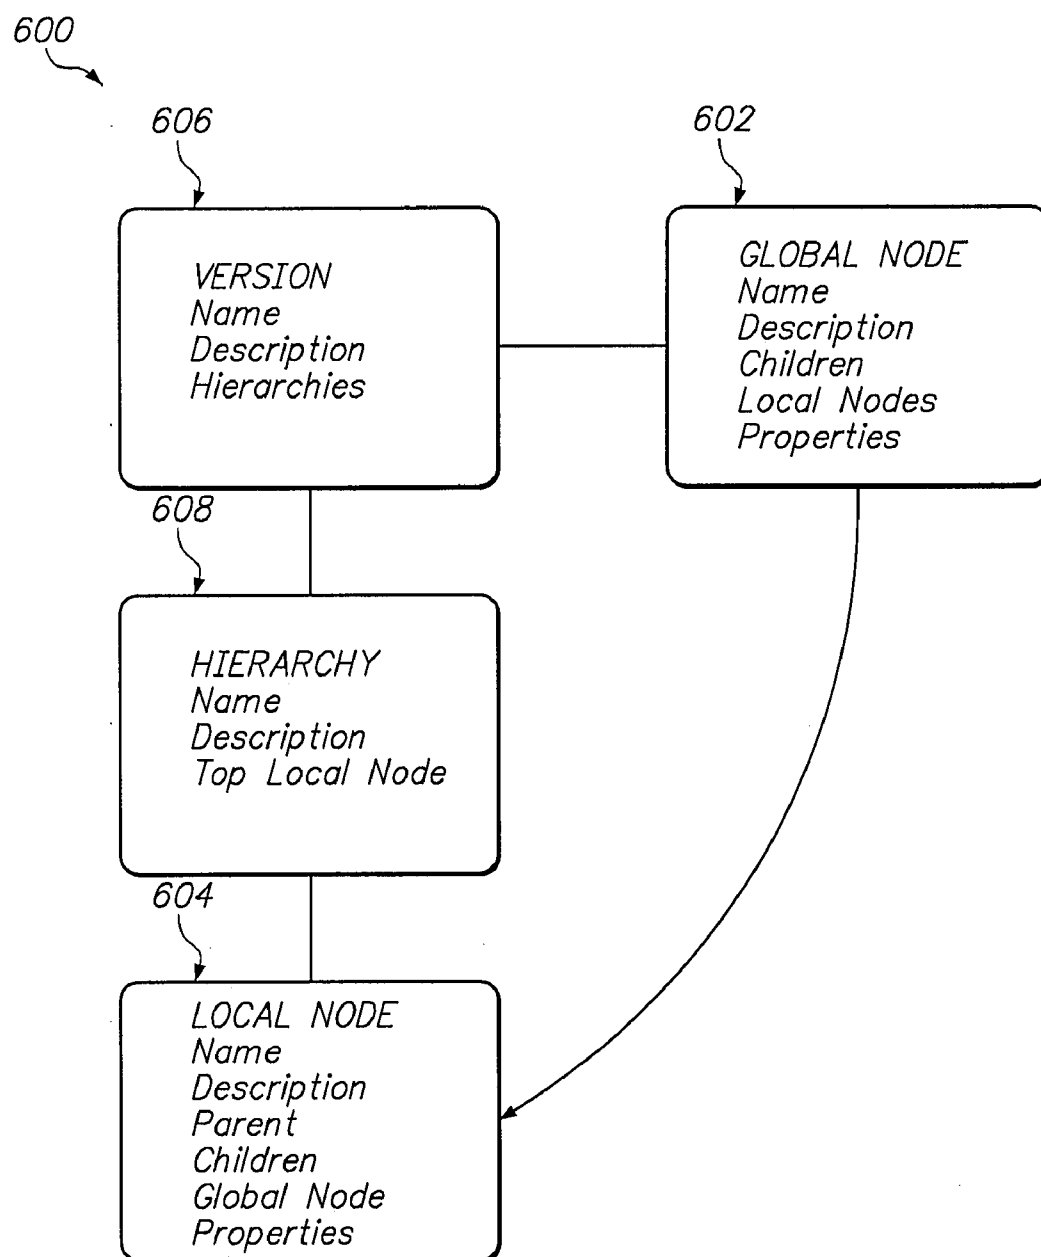 600
606
602
VERSION
Name
Description
Hierarchies
GLOBAL NODE
Name
Description
Children
Local Nodes
Properties
608
HIERARCHY
Name
Description
Top Local Node
604
LOCAL NODE
Name
Description
Parent
Children
Global Node
Properties